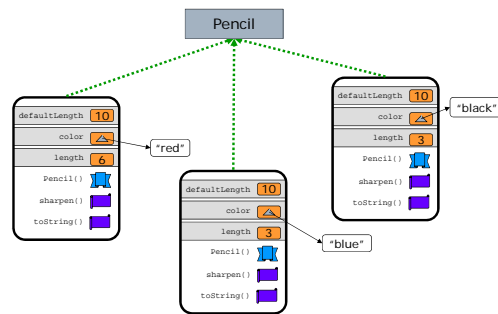 Pencil
defaultLength 10
color
"red"
length 6
Pencil()
sharpen()
toString()
defaultLength 10
color
"blue"
length 3
Pencil()
sharpen()
toString()
defaultLength 10
color
"black"
length 3
Pencil()
sharpen()
toString()